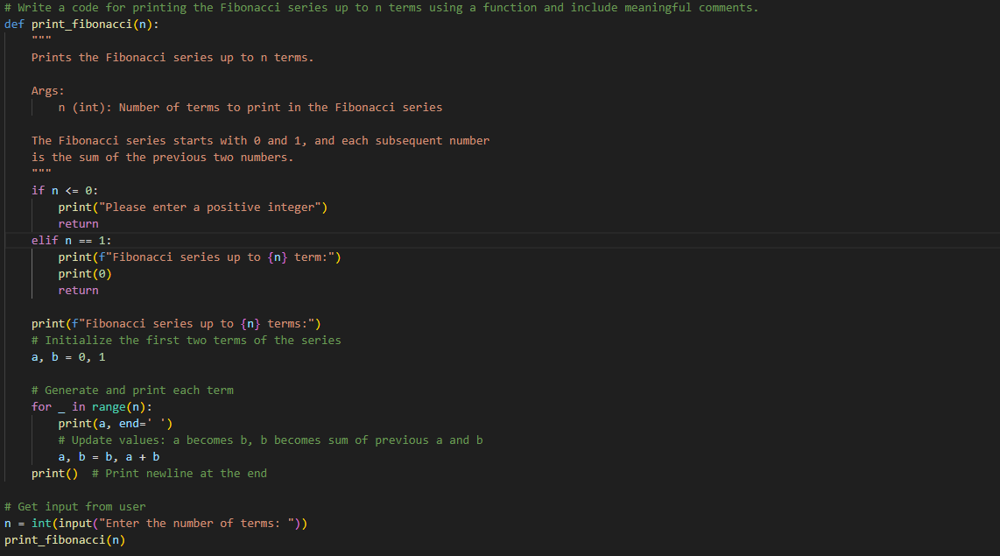 # Write a code for printing the Fibonacci series up to n terms using a function and include meaningful comments.
def print_fibonacci(n):
    """
    Prints the Fibonacci series up to n terms.

    Args:
        n (int): Number of terms to print in the Fibonacci series

    The Fibonacci series starts with 0 and 1, and each subsequent number
    is the sum of the previous two numbers.
    """
    if n <= 0:
        print("Please enter a positive integer")
        return
    elif n == 1:
        print(f"Fibonacci series up to {n} term:")
        print(0)
        return

    print(f"Fibonacci series up to {n} terms:")
    # Initialize the first two terms of the series
    a, b = 0, 1

    # Generate and print each term
    for _ in range(n):
        print(a, end=' ')
        # Update values: a becomes b, b becomes sum of previous a and b
        a, b = b, a + b
    print()  # Print newline at the end

# Get input from user
n = int(input("Enter the number of terms: "))
print_fibonacci(n)